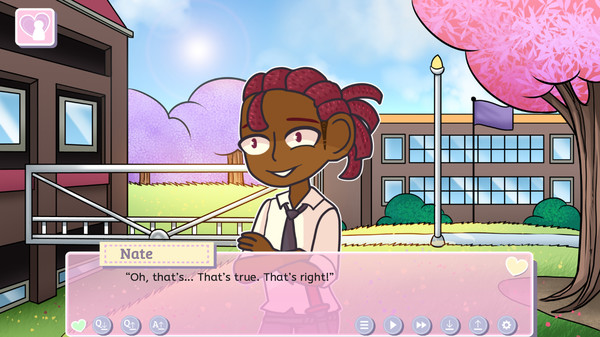 Nate
“Oh, that’s... That’s true. That’s right!”
Q
Q
A